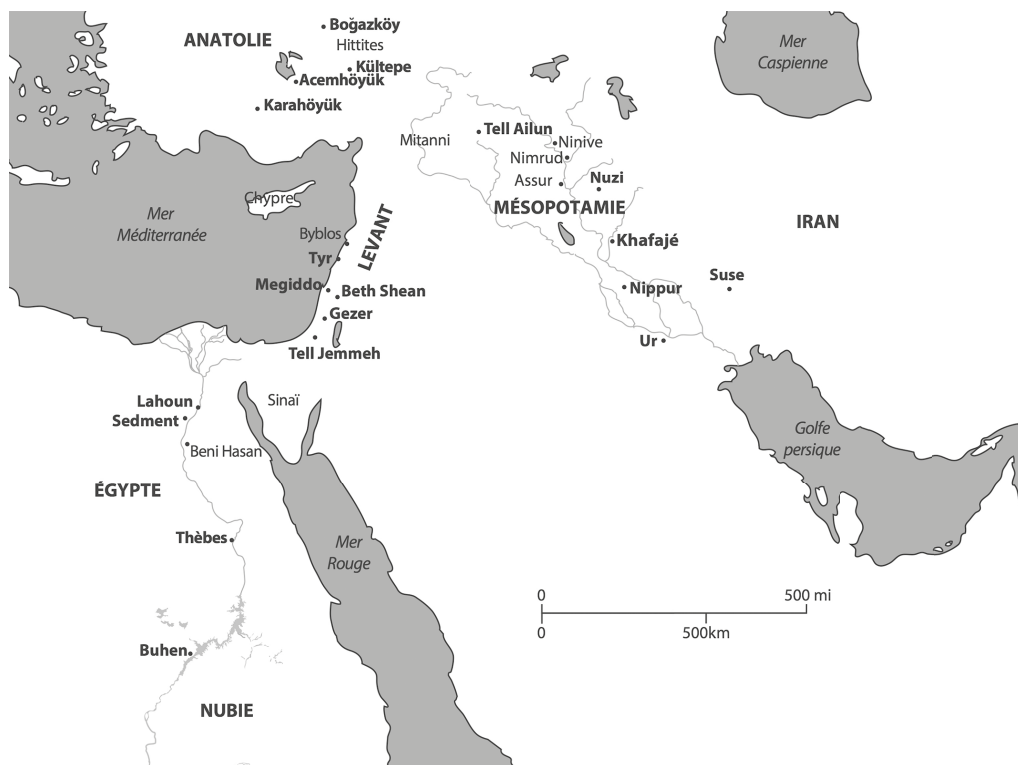 Boğazköy
ANATOLIE
Hittites
Kültepe
Acemhöyük
Karahöyük
Mer
Caspienne
Mitanni
Tell Ailun
Ninive
Nimrud
Assur
Nuzi
MÉSOPOTAMIE
Chypre
Mer
Méditerranée
LEVANT
IRAN
Byblos
Tyr
Khafajé
Megiddo
Beth Shean
Suse
Nippur
Gezer
Ur
Tell Jemmeh
Lahoun
Sinaï
Sedment
Beni Hasan
Golfe
persique
ÉGYPTE
Thèbes
Mer
Rouge
0 500 mi
0 500km
Buhen
NUBIE